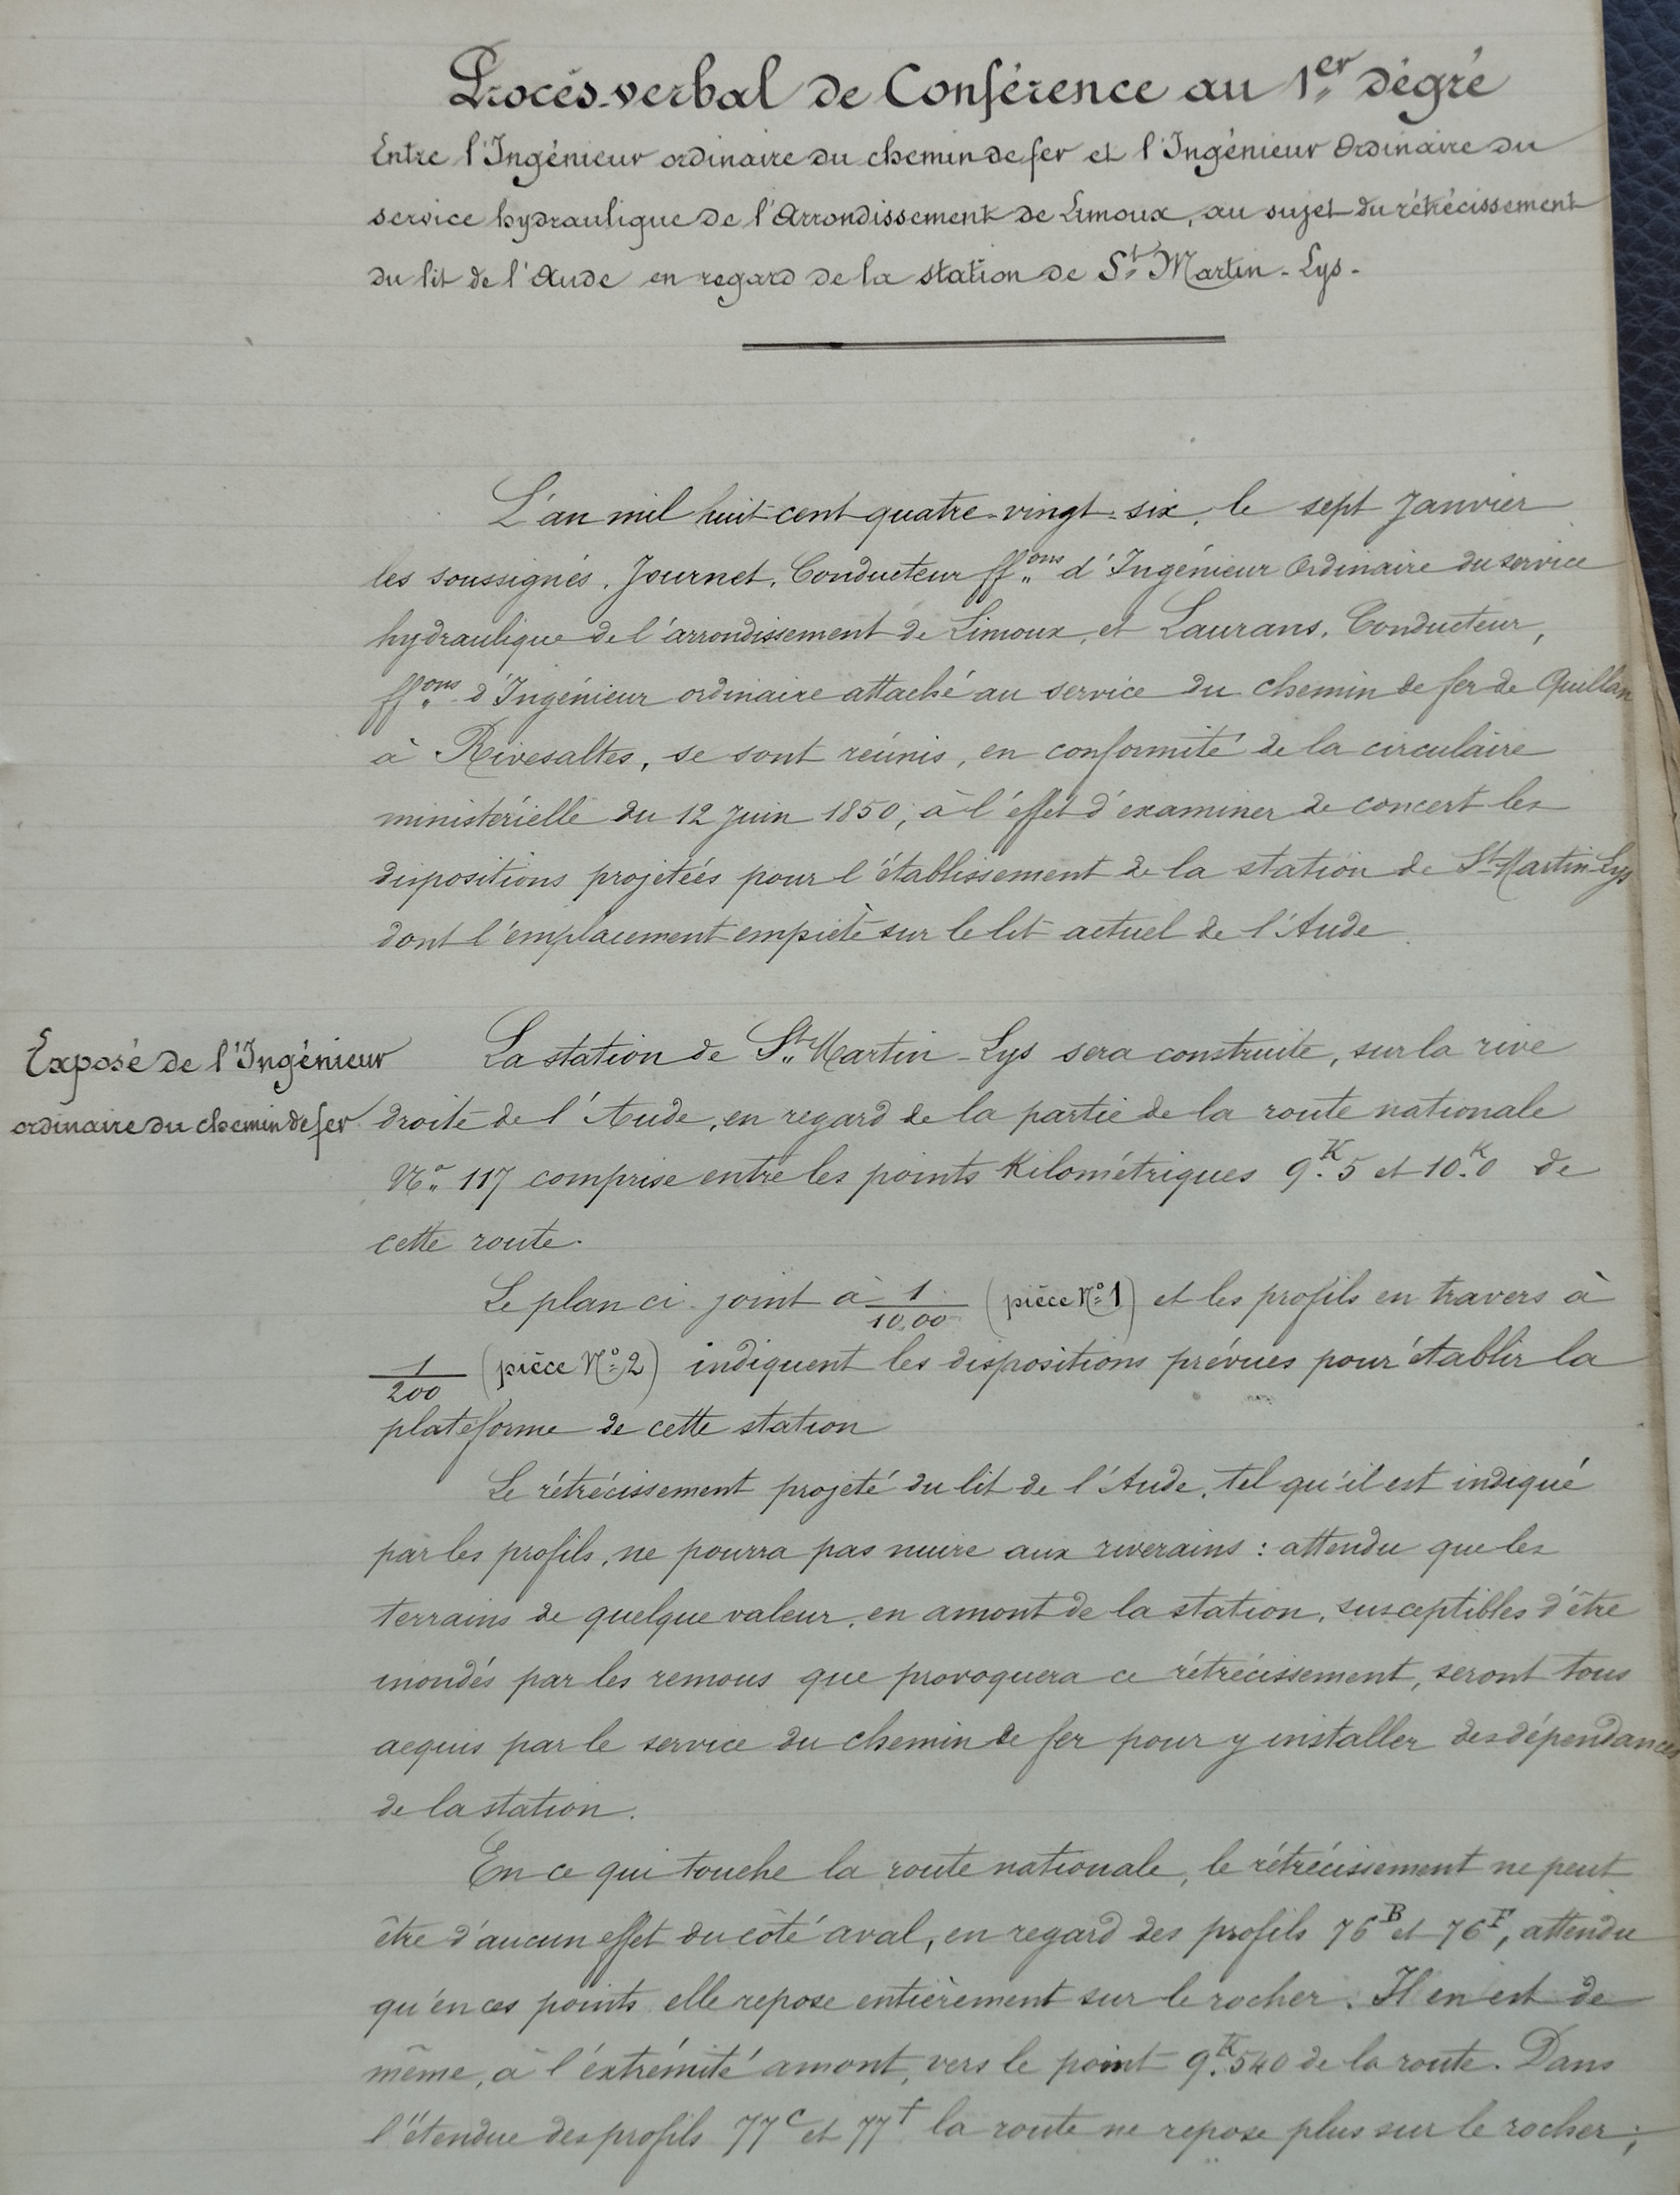 Procès-verbal de Conférence au 1er dégré
Entre l'Ingénieur ordinaire du chemin de fer et l'Ingénieur Ordinaire du
service hydraulique de l'Arrondissement de Limoux, au sujet du rétrécissement
du lit de l'Aude en regard de la station de St Martin-Lys.
L'an mil huit cent quatre-vingt-six, le sept Janvier
les soussignés, Journet, Conducteur ffons d'Ingénieur Ordinaire du service
hydraulique de l'arrondissement de Limoux, et Laurans, Conducteur,
ffons d'Ingénieur ordinaire attaché au service du chemin de fer de Quillan
à Rivesaltes, se sont réunis, en conformité de la circulaire
ministérielle du 12 Juin 1850, à l'effet d'examiner de concert les
dispositions projetées pour l'établissement de la station de St Martin-Lys
dont l'emplacement empiète sur le lit actuel de l'Aude.
Exposé de l'Ingénieur
ordinaire du chemin de fer
La station de St Martin-Lys sera construite, sur la rive
droite de l'Aude, en regard de la partie de la route nationale
No 117 comprise entre les points Kilométriques 9K.5 et 10K.0 de
cette route.
Le plan ci-joint à 1/1000 (pièce No 1) et les profils en travers à
1/200 (pièce No 2) indiquent les dispositions prévues pour établir la
plateforme de cette station
Le rétrécissement projeté du lit de l'Aude, tel qu'il est indiqué
par les profils, ne pourra pas nuire aux riverains : attendu que les
terrains de quelque valeur, en amont de la station, susceptibles d'être
inondés par les remous que provoquera ce rétrécissement, seront tous
acquis par le service du chemin de fer pour y installer des dépendances
de la station.
En ce qui touche la route nationale, le rétrécissement ne peut
être d'aucun effet du côté aval, en regard des profils 76B et 76F, attendu
qu'en ces points elle repose entièrement sur le rocher. Il en est de
même, à l'éxtrémité amont, vers le point 9K.540 de la route. Dans
l'étendue des profils 77C et 77f la route ne repose plus sur le rocher;